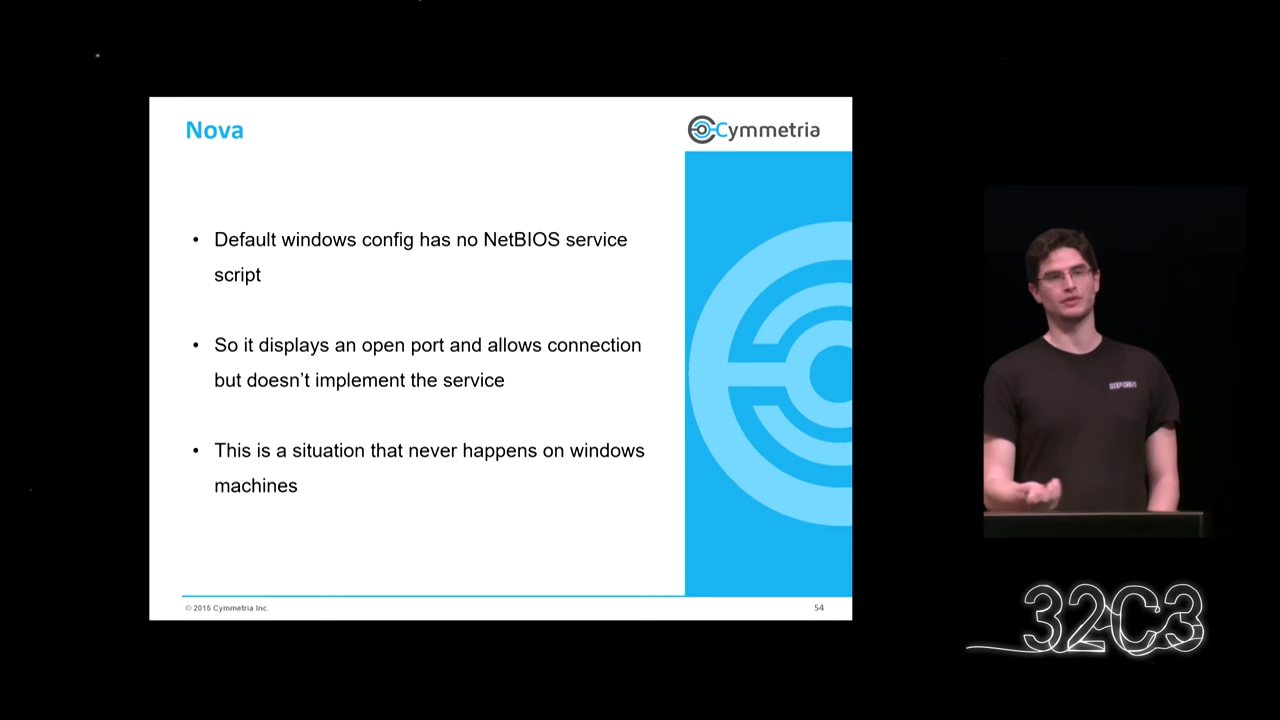 Nova
Cymmetria
• Default windows config has no NetBIOS service
script
• So it displays an open port and allows connection
but doesn’t implement the service
• This is a situation that never happens on windows
machines
© 2015 Cymmetria Inc.
54
32C3